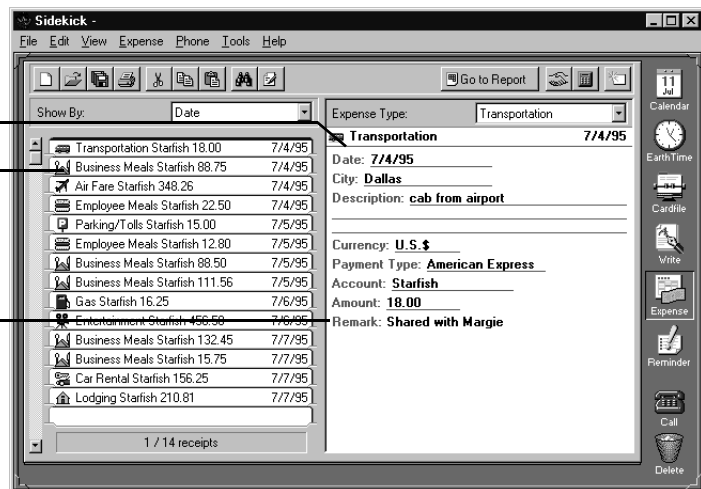 Sidekick -
File Edit View Expense Phone Tools Help
Go to Report
11
Jul
Calendar
Show By: Date
Expense Type: Transportation
Transportation 7/4/95
EarthTime
Cardfile
Write
Expense
Reminder
Call
Delete
Transportation Starfish 18.00 7/4/95
Business Meals Starfish 88.75 7/4/95
Air Fare Starfish 348.26 7/4/95
Employee Meals Starfish 22.50 7/4/95
Parking/Tolls Starfish 15.00 7/5/95
Employee Meals Starfish 12.80 7/5/95
Business Meals Starfish 88.50 7/5/95
Business Meals Starfish 111.56 7/5/95
Gas Starfish 16.25 7/6/95
Entertainment Starfish 456.58 7/6/95
Business Meals Starfish 132.45 7/7/95
Business Meals Starfish 15.75 7/7/95
Car Rental Starfish 156.25 7/7/95
Lodging Starfish 210.81 7/7/95
1 / 14 receipts
Date: 7/4/95
City: Dallas
Description: cab from airport
Currency: U.S.$
Payment Type: American Express
Account: Starfish
Amount: 18.00
Remark: Shared with Margie